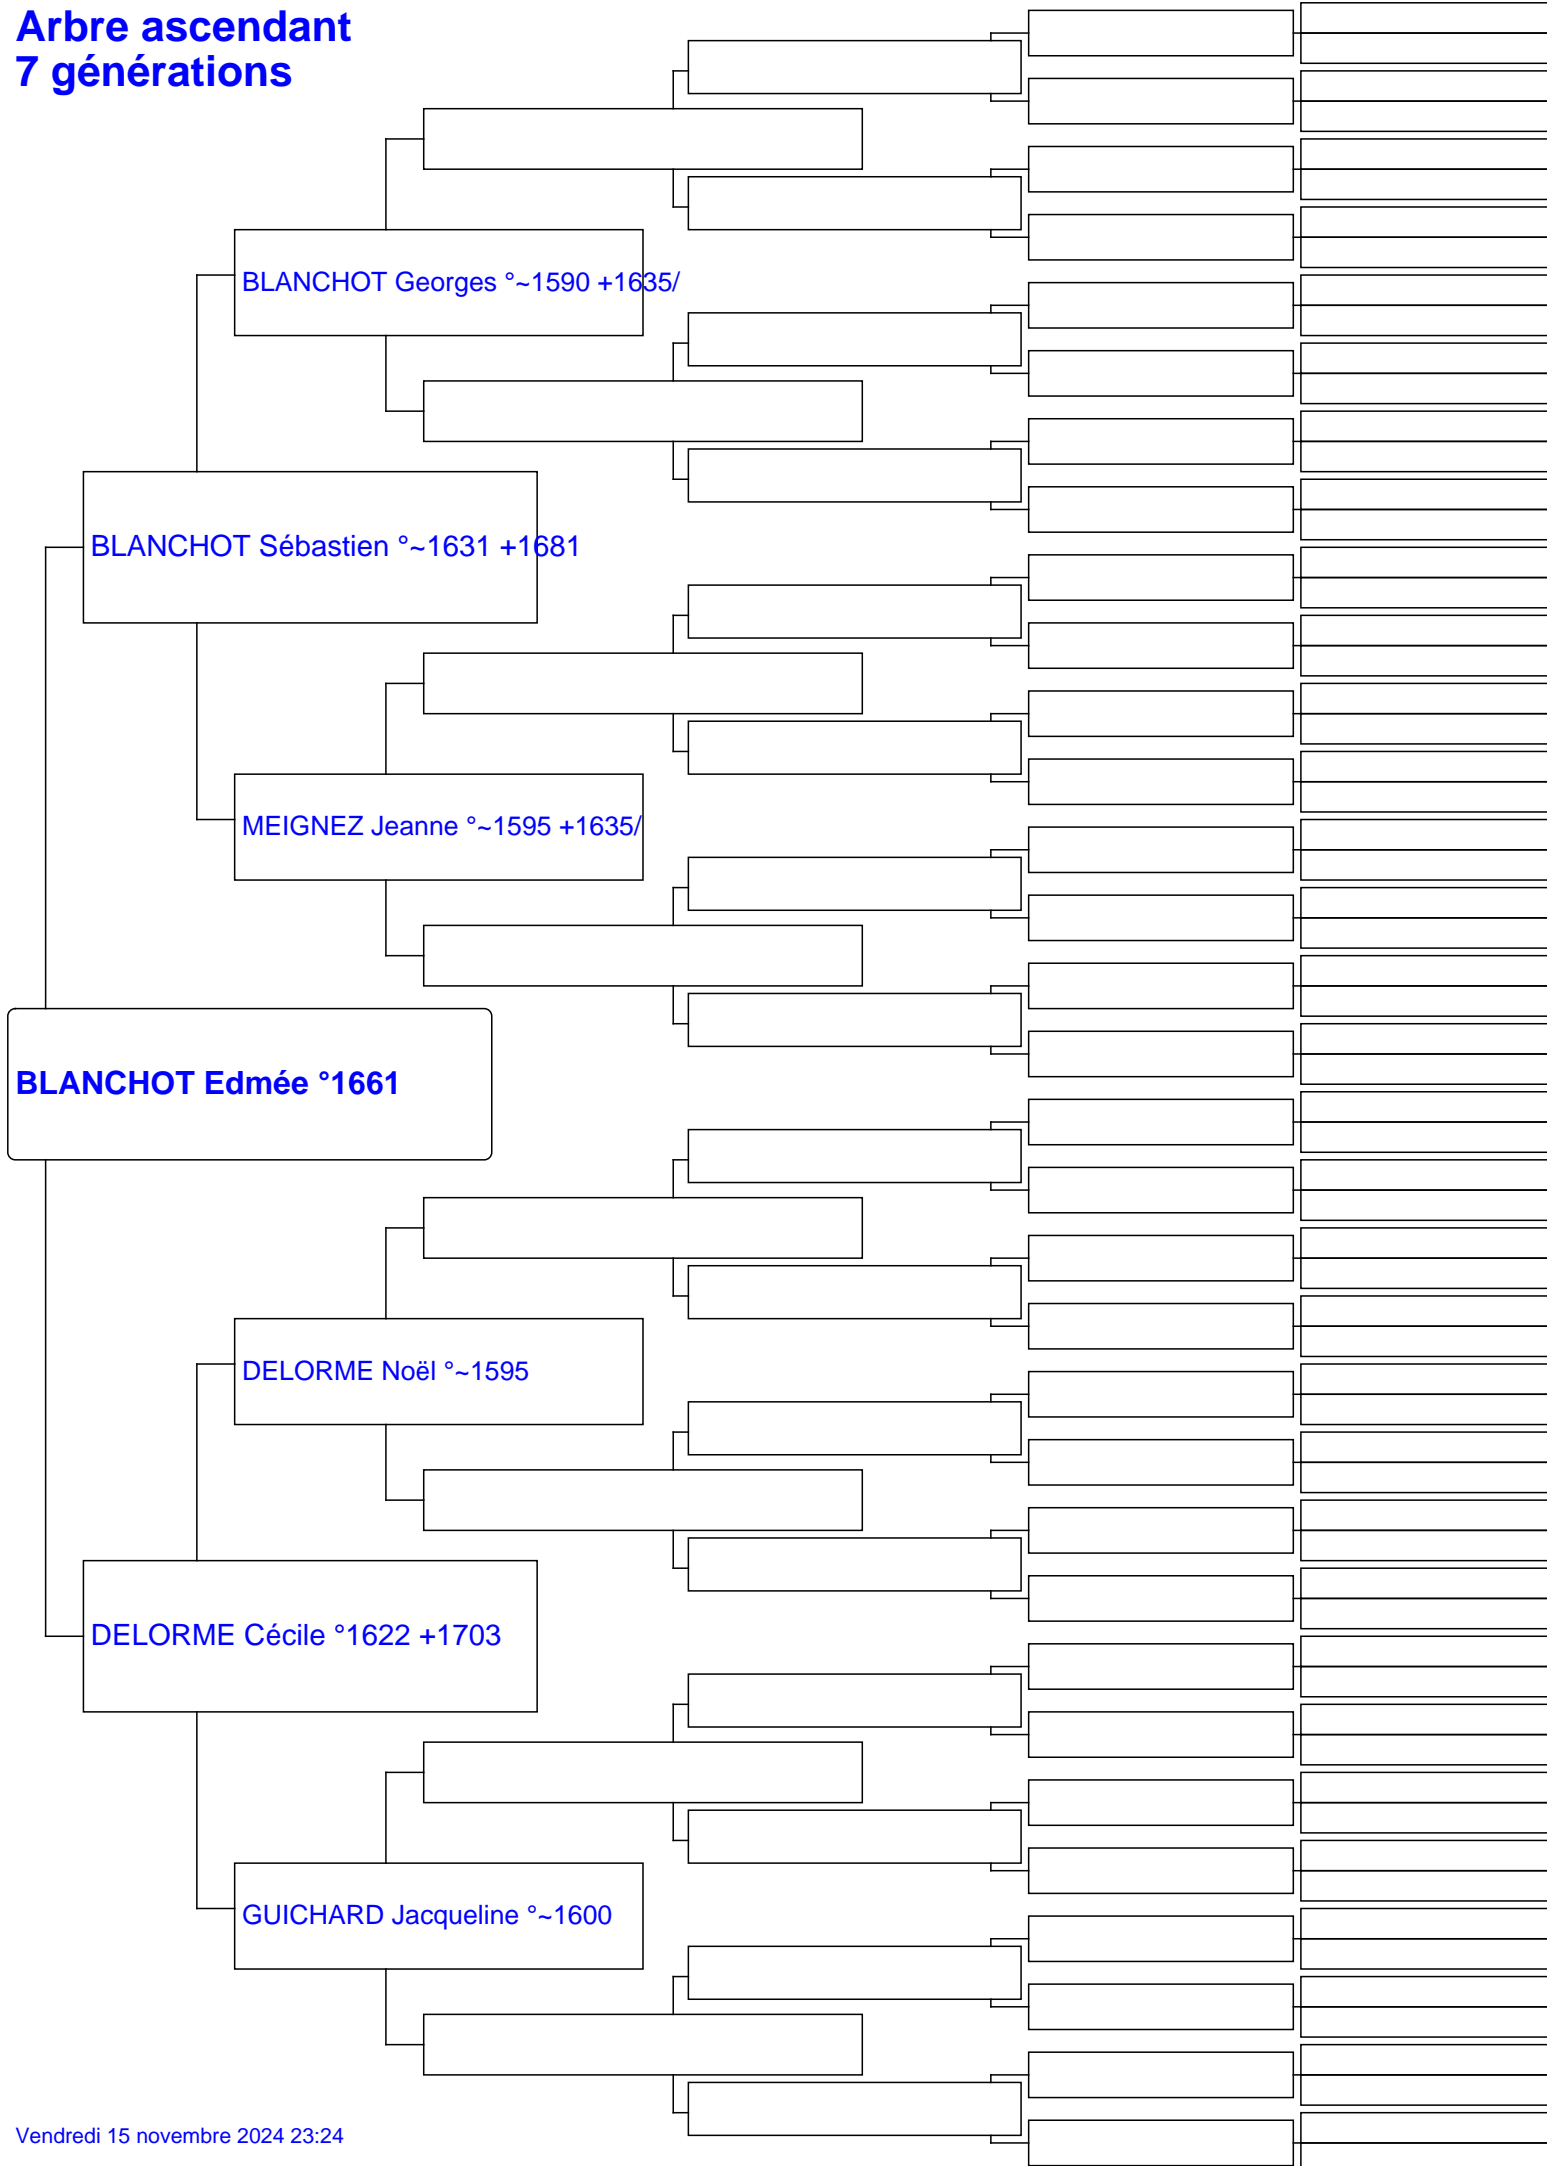 Arbre ascendant
7 générations
BLANCHOT Georges °~1590 +1635/
BLANCHOT Sébastien °~1631 +1681
MEIGNEZ Jeanne °~1595 +1635/
BLANCHOT Edmée °1661
DELORME Noël °~1595
DELORME Cécile °1622 +1703
GUICHARD Jacqueline °~1600
Vendredi 15 novembre 2024 23:24